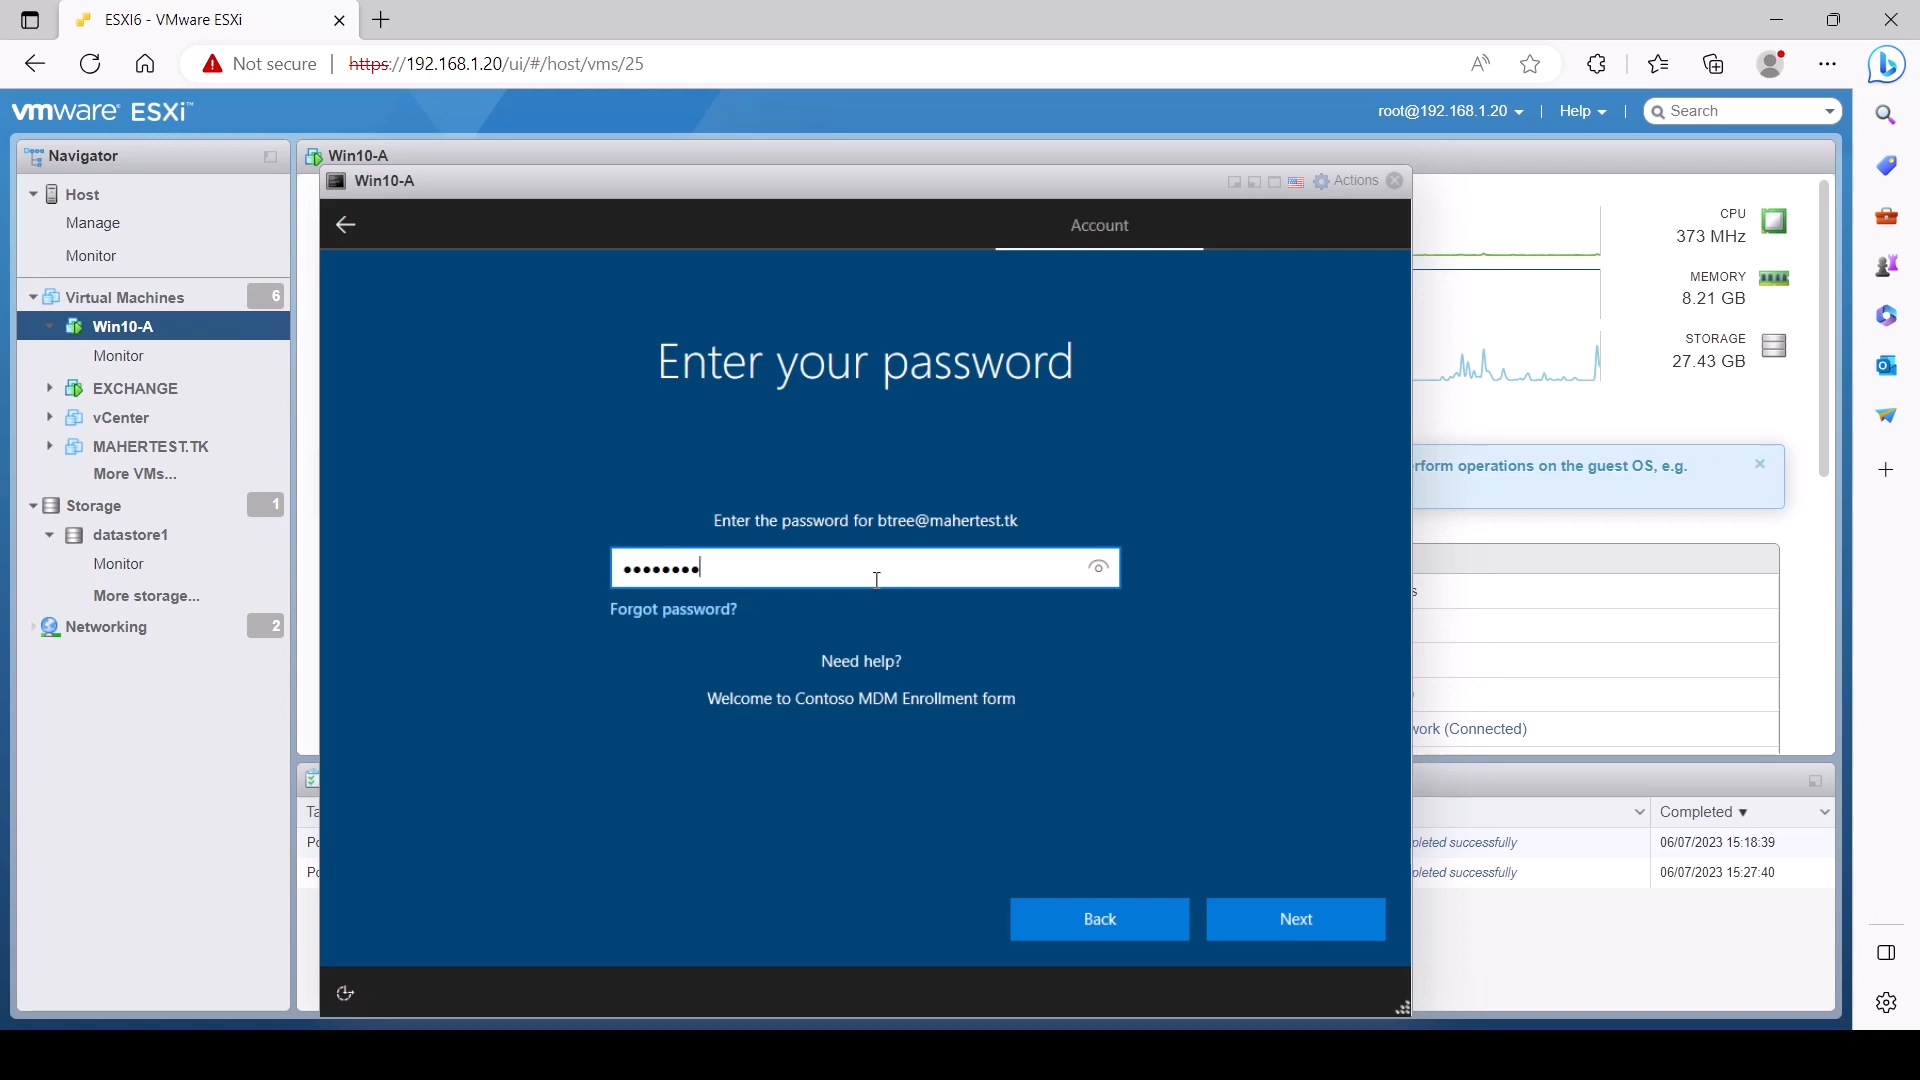 ESXI6 - VMware ESXi
Not secure
https://192.168.1.20/ui/#/host/vms/25
vmware ESXi™
root@192.168.1.20
Help
Search
Navigator
Host
Manage
Monitor
Virtual Machines
6
Win10-A
Monitor
EXCHANGE
vCenter
MAHERTEST.TK
More VMs...
Storage
1
datastore1
Monitor
More storage...
Networking
2
Win10-A
Win10-A
Actions
Account
Enter your password
Enter the password for btree@mahertest.tk
••••••••
Forgot password?
Need help?
Welcome to Contoso MDM Enrollment form
Back
Next
CPU
373 MHz
MEMORY
8.21 GB
STORAGE
27.43 GB
rform operations on the guest OS, e.g.
s
work (Connected)
Ta
Completed ▼
Po
pleted successfully
06/07/2023 15:18:39
Po
pleted successfully
06/07/2023 15:27:40